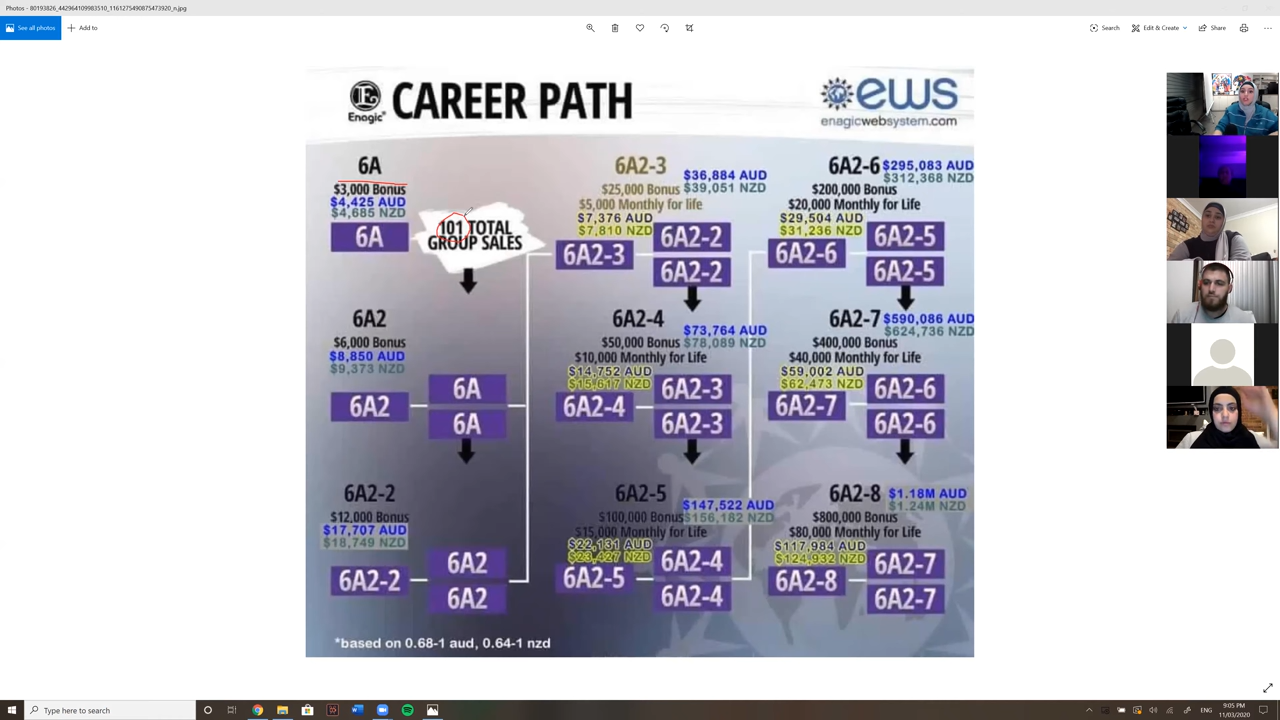 Photos - 80193826_442964109983510_1161275490875473920_n.jpg
See all photos
Add to
Search
Edit & Create
Share
Enagic
CAREER PATH
ews
enagicwebsystem.com
6A
$3,000 Bonus
$4,425 AUD
$4,685 NZD
6A
101 TOTAL
GROUP SALES
6A2
$6,000 Bonus
$8,850 AUD
$9,373 NZD
6A2
6A
6A
6A2-2
$12,000 Bonus
$17,707 AUD
$18,749 NZD
6A2-2
6A2
6A2
6A2-3
$36,884 AUD
$25,000 Bonus
$39,051 NZD
$5,000 Monthly for life
$7,376 AUD
$7,810 NZD
6A2-3
6A2-2
6A2-2
6A2-4
$73,764 AUD
$50,000 Bonus
$78,089 NZD
$10,000 Monthly for Life
$14,752 AUD
$15,617 NZD
6A2-4
6A2-3
6A2-3
6A2-5
$147,522 AUD
$100,000 Bonus
$156,182 NZD
$15,000 Monthly for Life
$22,131 AUD
$23,427 NZD
6A2-5
6A2-4
6A2-4
6A2-6
$295,083 AUD
$312,368 NZD
$200,000 Bonus
$20,000 Monthly for Life
$29,504 AUD
$31,236 NZD
6A2-6
6A2-5
6A2-5
6A2-7
$590,086 AUD
$624,736 NZD
$400,000 Bonus
$40,000 Monthly for Life
$59,002 AUD
$62,473 NZD
6A2-7
6A2-6
6A2-6
6A2-8
$1.18M AUD
$1.24M NZD
$800,000 Bonus
$80,000 Monthly for Life
$117,984 AUD
$124,932 NZD
6A2-8
6A2-7
6A2-7
*based on 0.68-1 aud, 0.64-1 nzd
Type here to search
ENG
9:05 PM
11/03/2020